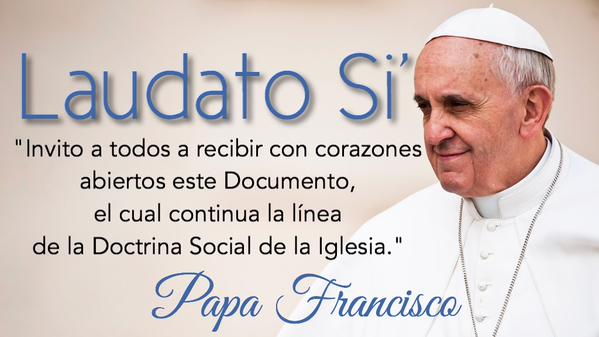 Laudato Si’
"Invito a todos a recibir con corazones
abiertos este Documento,
el cual continua la línea
de la Doctrina Social de la Iglesia."
Papa Francisco